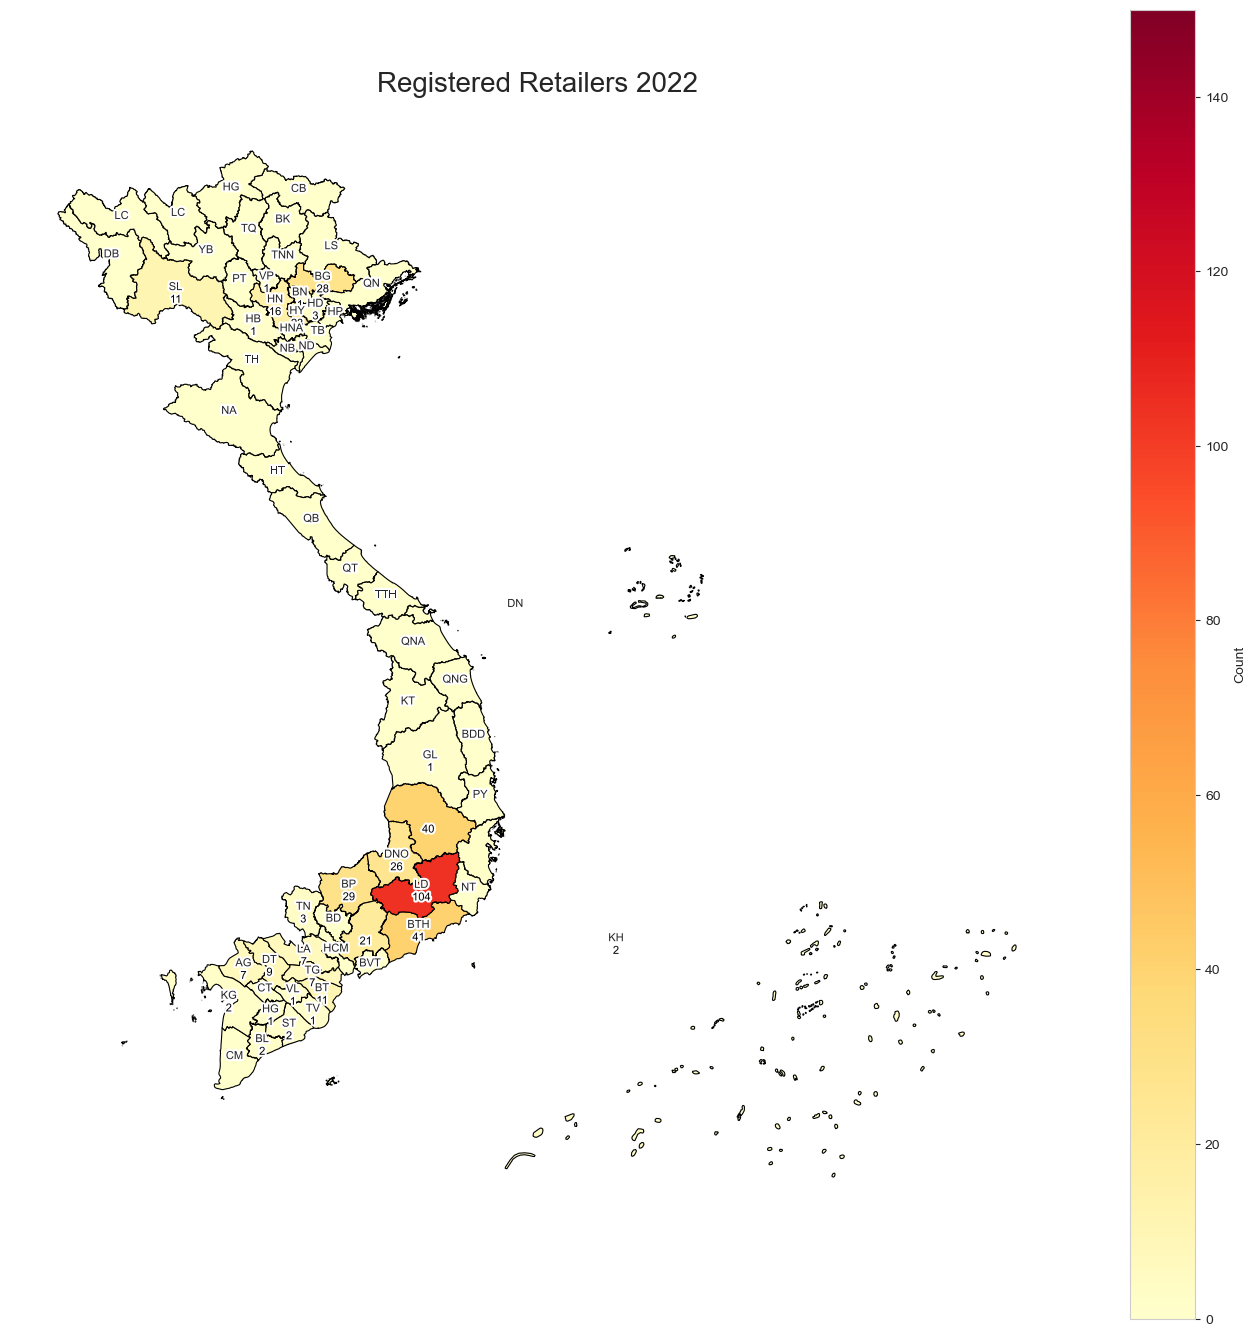 Registered Retailers 2022
140
120
100
80
60
40
20
0
Count
HG
CB
LC
LC
BK
TQ
LS
YB
DB
TNN
QN
VP
1
BG
28
PT
SL
11
BN
HN
16
HD
3
HY
HP
HB
1
HNA
TB
NB
ND
TH
NA
HT
QB
QT
TTH
DN
QNA
QNG
KT
BDD
GL
1
PY
40
DNO
26
LD
104
BP
29
NT
TN
3
BD
BTH
41
KH
2
21
HCM
LA
7
BVT
AG
7
DT
9
TG
7
CT
VL
1
BT
11
KG
2
HG
1
TV
1
ST
2
BL
2
CM